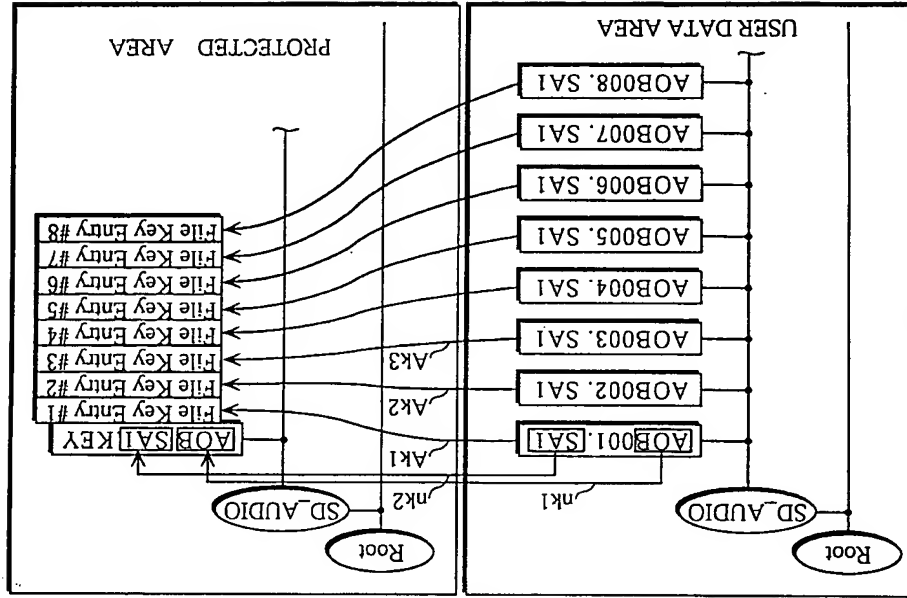 Root
SD_AUDIO
nk1
nk2
AOB001. SA1
Ak1
AOB002. SA1
Ak2
AOB003. SA1
Ak3
AOB004. SA1
AOB005. SA1
AOB006. SA1
AOB007. SA1
AOB008. SA1
USER DATA AREA
Root
SD_AUDIO
AOBSA1 KEY
File Key Entry #1
File Key Entry #2
File Key Entry #3
File Key Entry #4
File Key Entry #5
File Key Entry #6
File Key Entry #7
File Key Entry #8
PROTECTED AREA